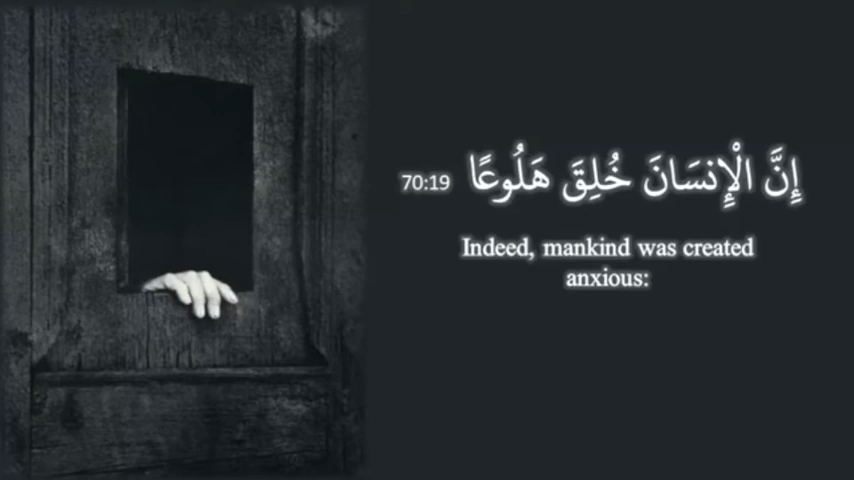 إِنَّ الْإِنسَانَ خُلِقَ هَلُوعًا 70:19
Indeed, mankind was created
anxious: